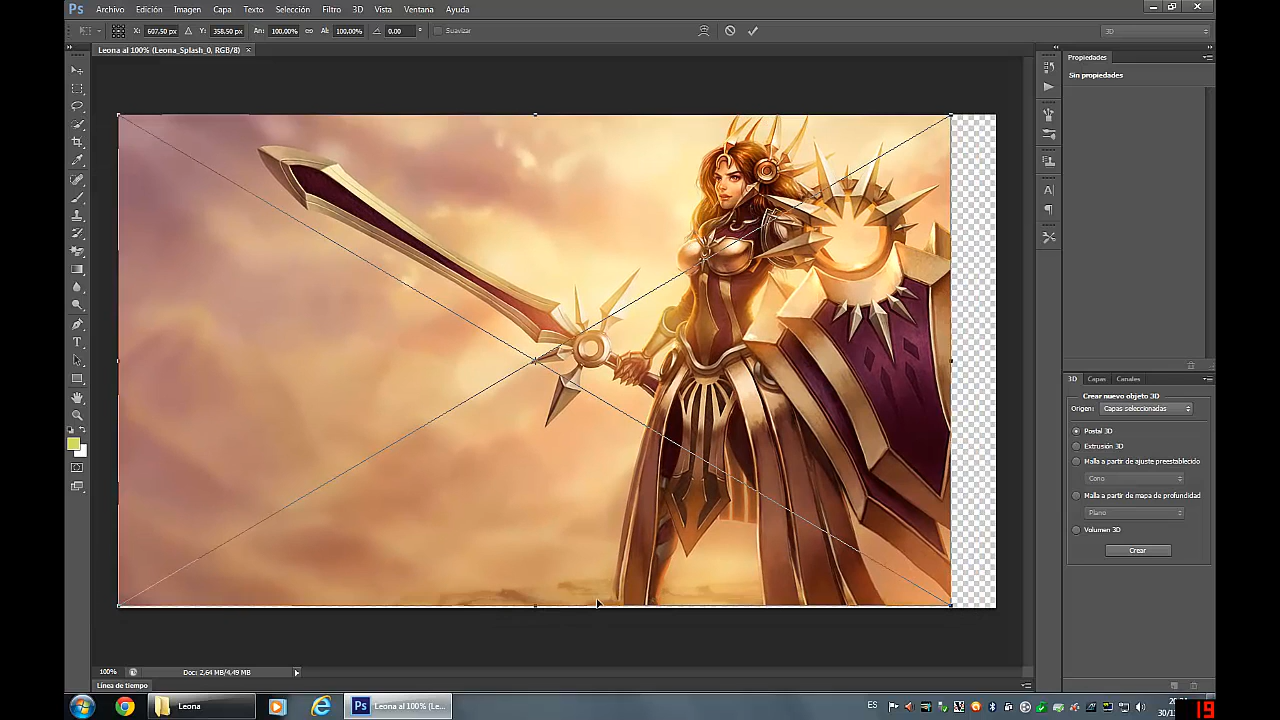 Ps Archivo Edición Imagen Capa Texto Selección Filtro 3D Vista Ventana Ayuda
X: 607.50 px Y: 358.50 px An: 100.00% Al: 100.00% 0.00 ° Suavizar 3D
Leona al 100% (Leona_Splash_0, RGB/8) ×
Propiedades
Sin propiedades
3D Capas Canales
Crear nuevo objeto 3D
Origen: Capas seleccionadas
Postal 3D
Extrusión 3D
Malla a partir de ajuste preestablecido
Cono
Malla a partir de mapa de profundidad
Plano
Volumen 3D
Crear
100% Doc: 2,64 MB/4,49 MB
Línea de tiempo
Leona
Ps Leona al 100% (Le...
ES
19